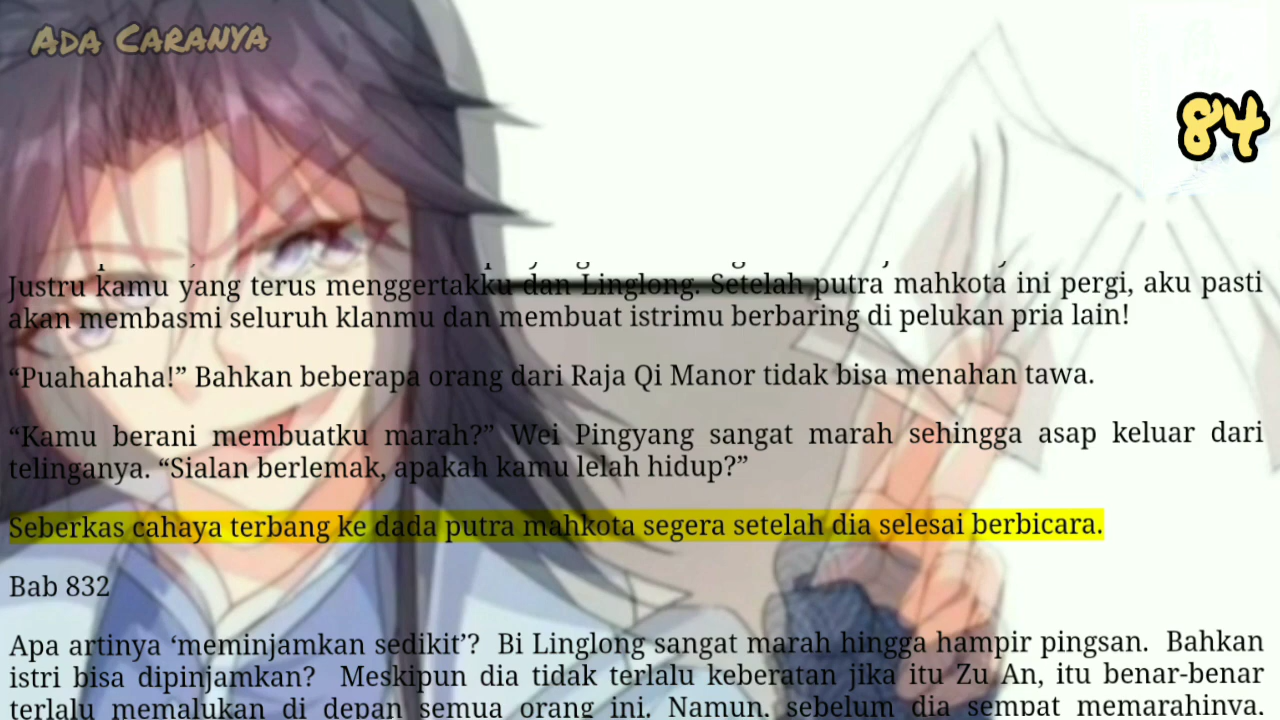 ADA CARANYA
84
Justru kamu yang terus menggertakku dan Linglong. Setelah putra mahkota ini pergi, aku pasti
akan membasmi seluruh klanmu dan membuat istrimu berbaring di pelukan pria lain!
“Puahahaha!” Bahkan beberapa orang dari Raja Qi Manor tidak bisa menahan tawa.
“Kamu berani membuatku marah?” Wei Pingyang sangat marah sehingga asap keluar dari
telinganya. “Sialan berlemak, apakah kamu lelah hidup?”
Seberkas cahaya terbang ke dada putra mahkota segera setelah dia selesai berbicara.
Bab 832
Apa artinya ‘meminjamkan sedikit’? Bi Linglong sangat marah hingga hampir pingsan. Bahkan
istri bisa dipinjamkan? Meskipun dia tidak terlalu keberatan jika itu Zu An, itu benar-benar
terlalu memalukan di depan semua orang ini. Namun, sebelum dia sempat memarahinya,